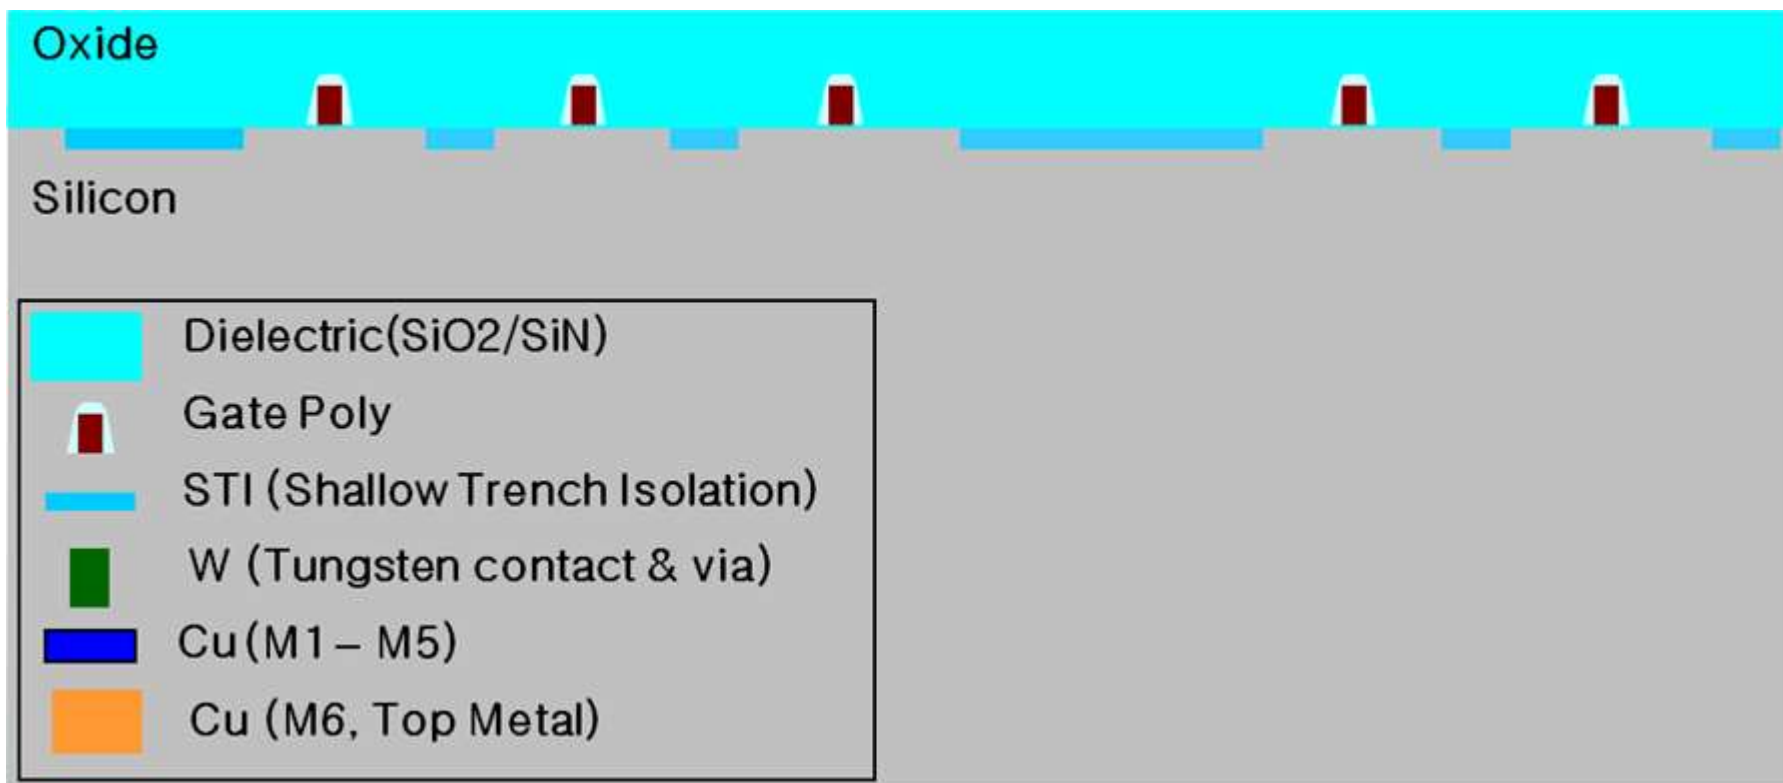 Oxide
Silicon
Dielectric(SiO2/SiN)
Gate Poly
STI (Shallow Trench Isolation)
W (Tungsten contact & via)
Cu (M1 – M5)
Cu (M6, Top Metal)